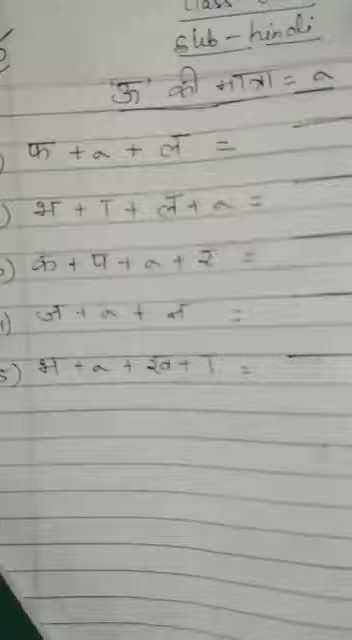 class
Sub - hindi
'ऊ' की मात्रा = ू
फ + ू + ल =
भ + ा + ल + ू =
क + प + ू + र =
ज + ू + न =
5) भ + ू + ख + ा =